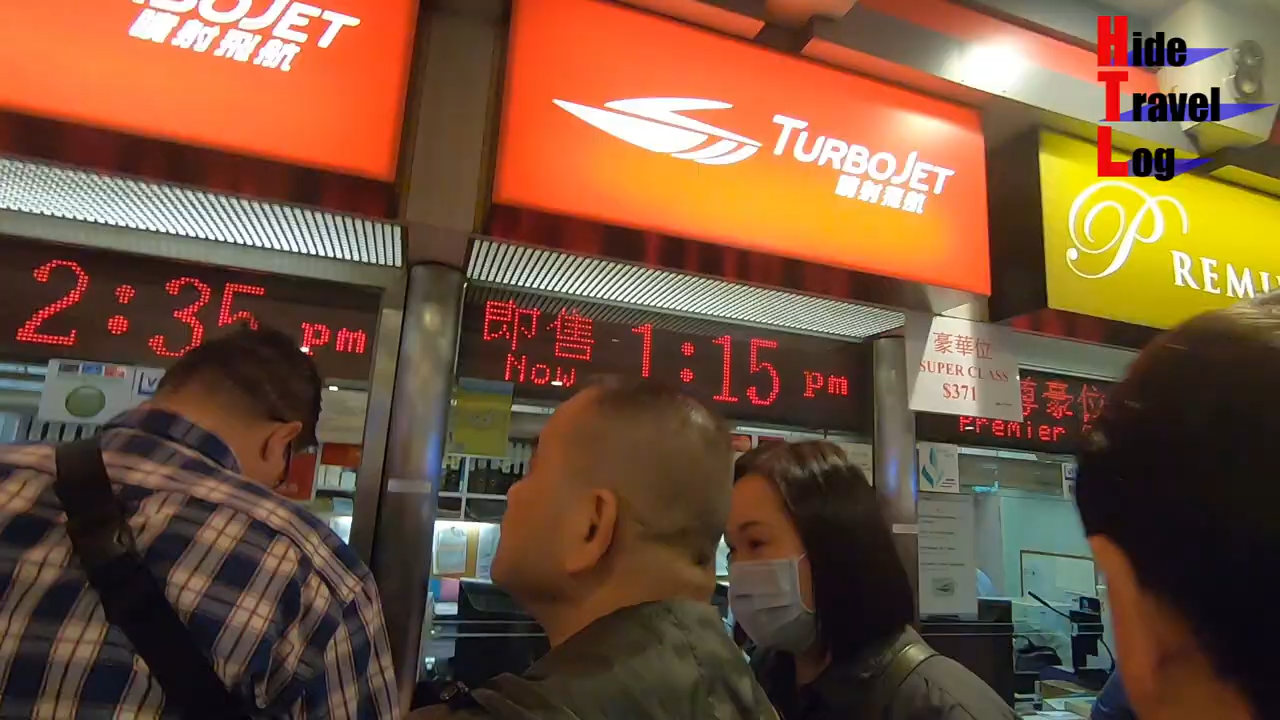 TURBOJET
噴射飛航
TURBOJET
噴射飛航
Hide
Travel
Log
PREMI
2:35 pm
即售 1:15 pm
Now
豪華位
SUPER CLASS
$371
尊豪位
Premier